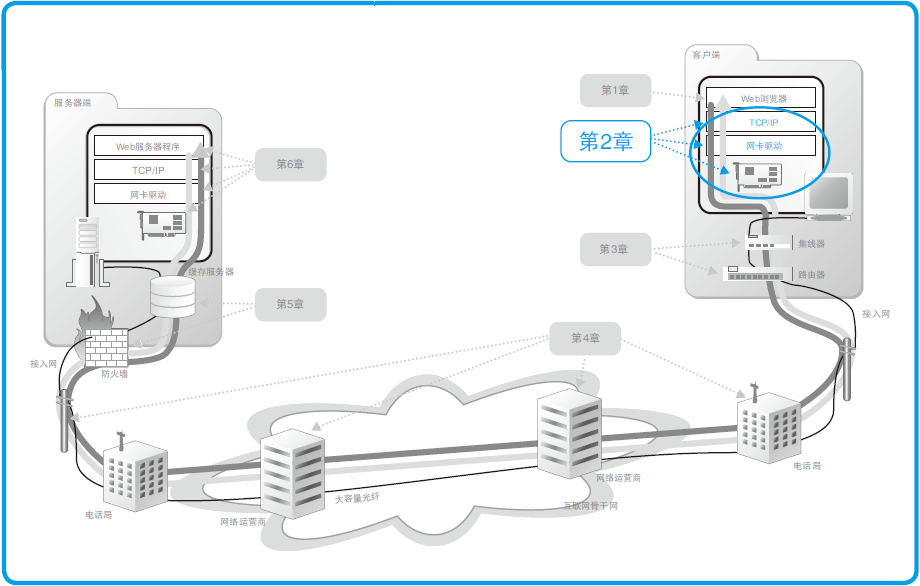 客户端
第1章
Web浏览器
TCP/IP
网卡驱动
第2章
服务器端
Web服务器程序
TCP/IP
网卡驱动
第6章
第3章
集线器
路由器
缓存服务器
第5章
接入网
防火墙
接入网
第4章
电话局
网络运营商
大容量光纤
网络运营商
互联网骨干网
电话局